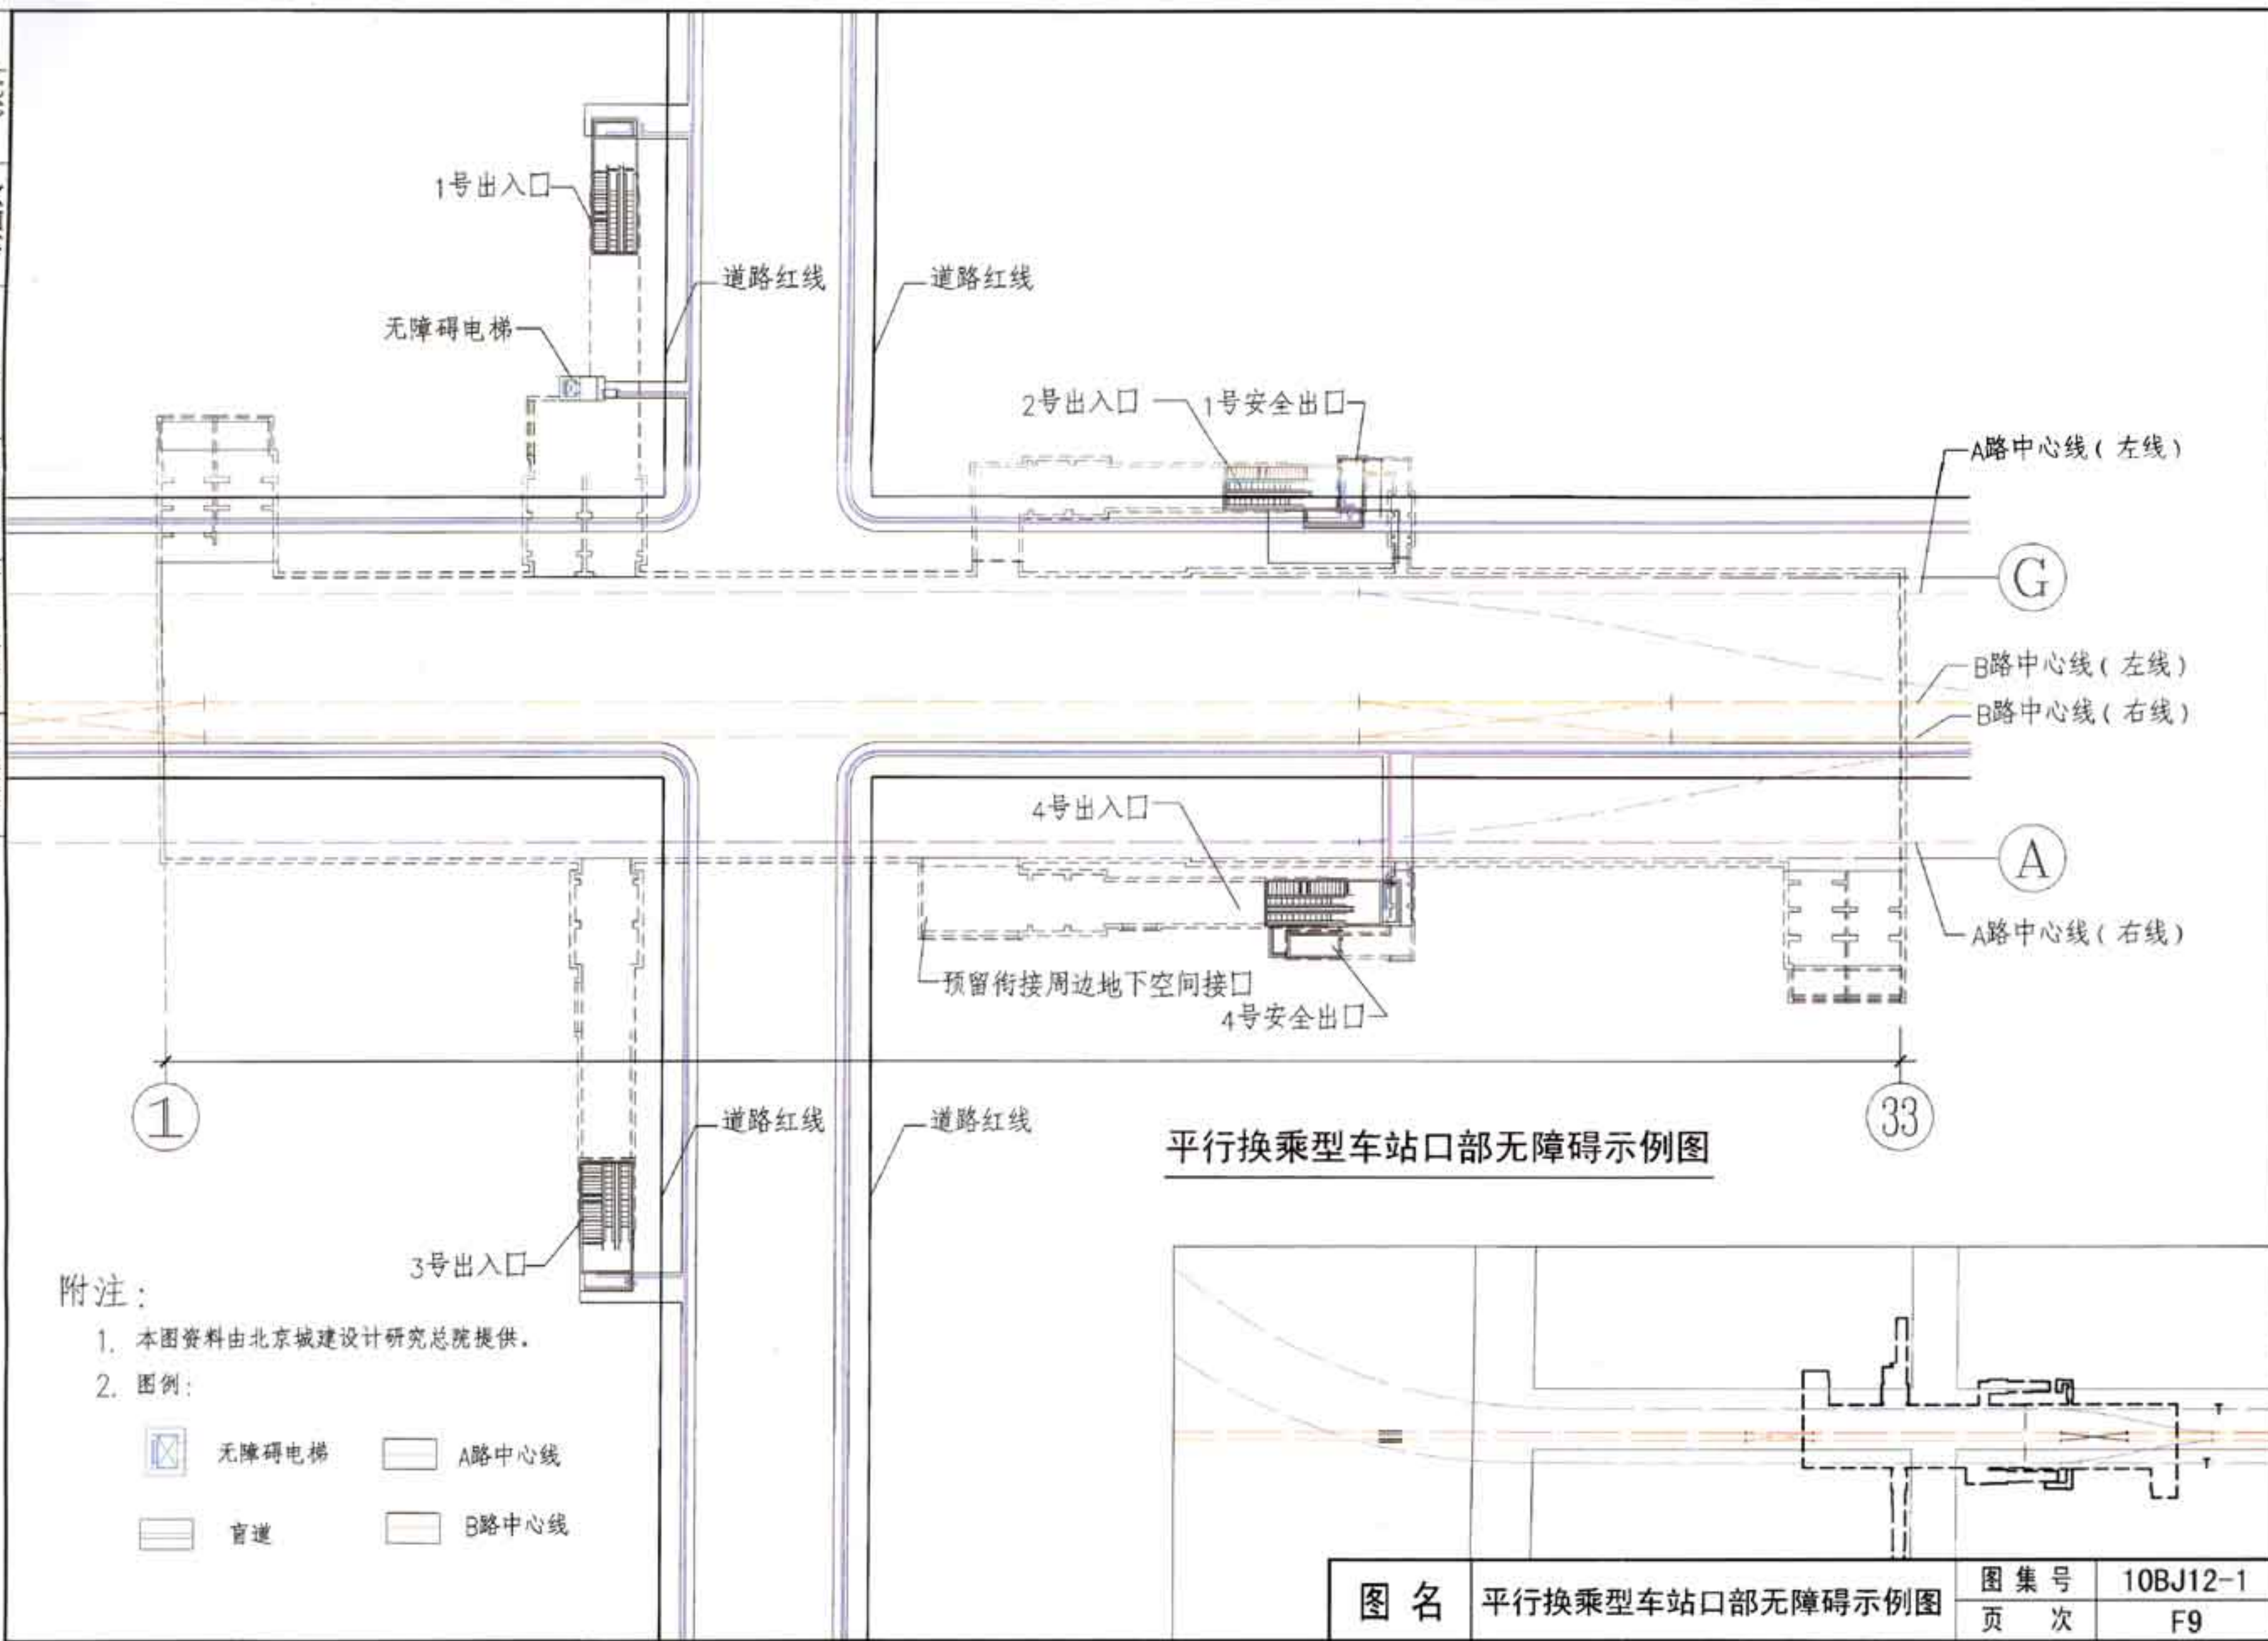 1号出入口
道路红线
道路红线
无障碍电梯
2号出入口
1号安全出口
A路中心线(左线)
G
B路中心线(左线)
B路中心线(右线)
4号出入口
A
A路中心线(右线)
预留衔接周边地下空间接口
4号安全出口
1
33
道路红线
道路红线
平行换乘型车站口部无障碍示例图
3号出入口
附注:
1. 本图资料由北京城建设计研究总院提供.
2. 图例:
无障碍电梯
A路中心线
盲道
B路中心线
图 名
平行换乘型车站口部无障碍示例图
图集号
10BJ12-1
页 次
F9